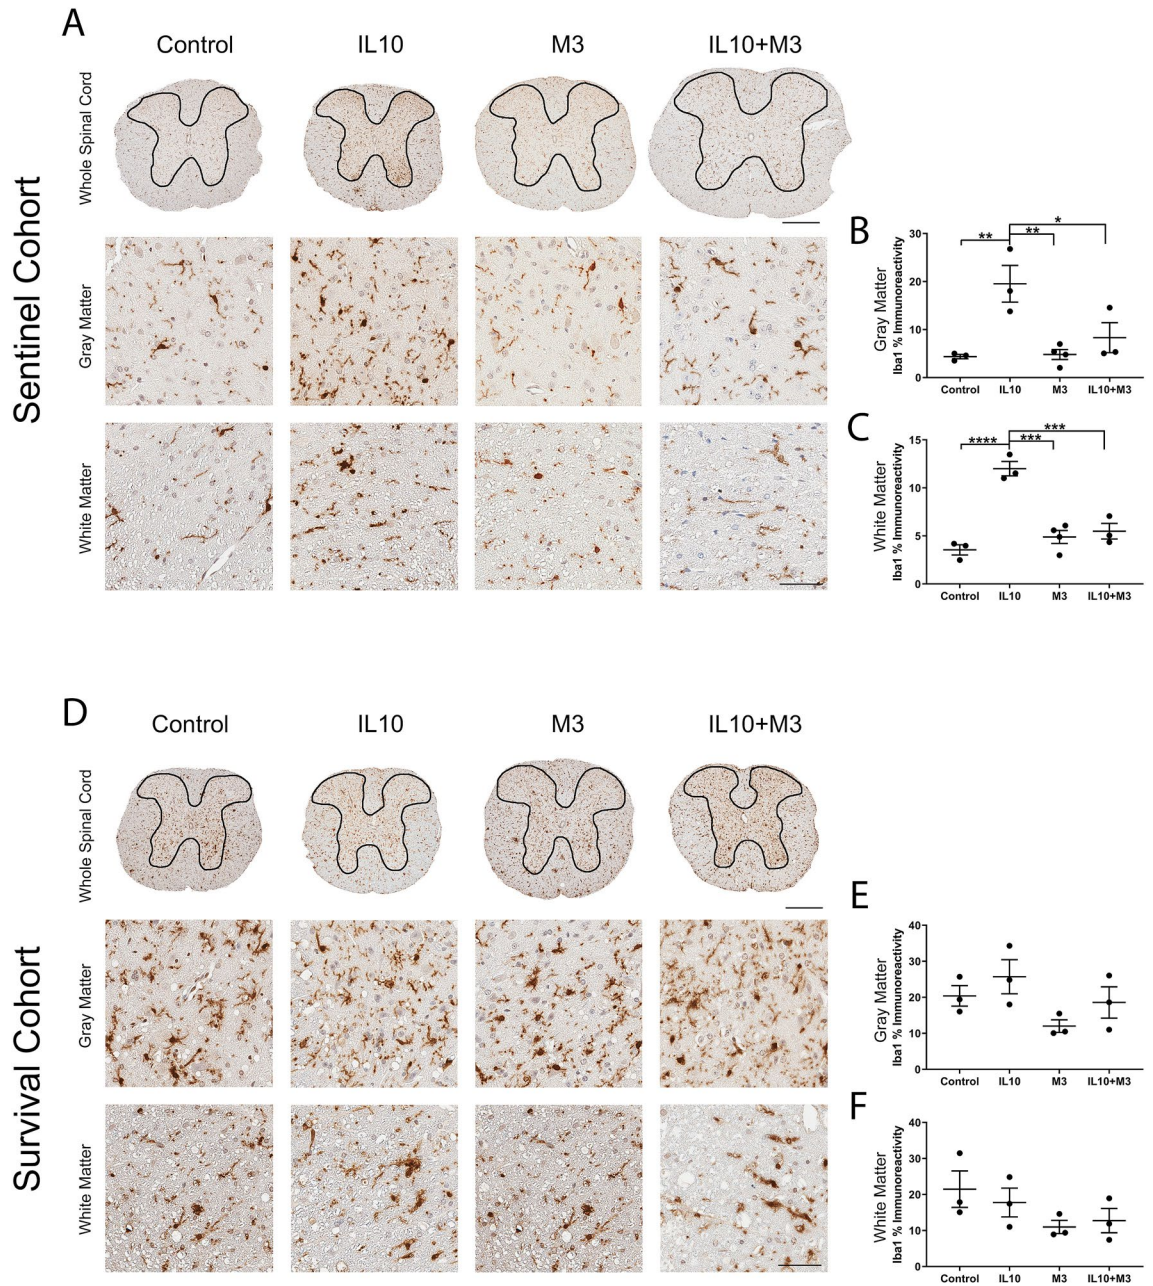 A
Control
IL10
M3
IL10+M3
Sentinel Cohort
Whole Spinal Cord
Gray Matter
White Matter
B
Gray Matter
Iba1 % Immunoreactivity
30
20
10
0
**
**
*
Control
IL10
M3
IL10+M3
C
White Matter
Iba1 % Immunoreactivity
15
10
5
0
****
***
***
Control
IL10
M3
IL10+M3
D
Control
IL10
M3
IL10+M3
Survival Cohort
Whole Spinal Cord
Gray Matter
White Matter
E
Gray Matter
Iba1 % Immunoreactivity
40
30
20
10
0
Control
IL10
M3
IL10+M3
F
White Matter
Iba1 % Immunoreactivity
40
30
20
10
0
Control
IL10
M3
IL10+M3